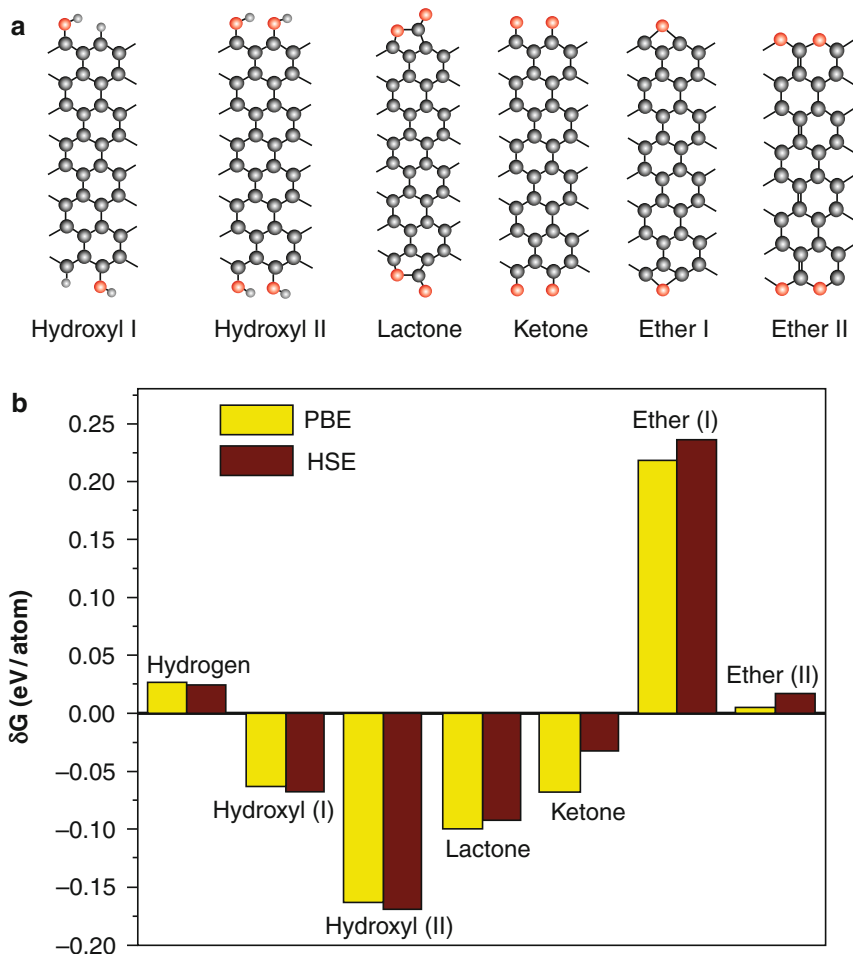 a
Hydroxyl I
Hydroxyl II
Lactone
Ketone
Ether I
Ether II
b
PBE
HSE
δG (eV/atom)
0.25
0.20
0.15
0.10
0.05
0.00
−0.05
−0.10
−0.15
−0.20
Hydrogen
Hydroxyl (I)
Hydroxyl (II)
Lactone
Ketone
Ether (I)
Ether (II)